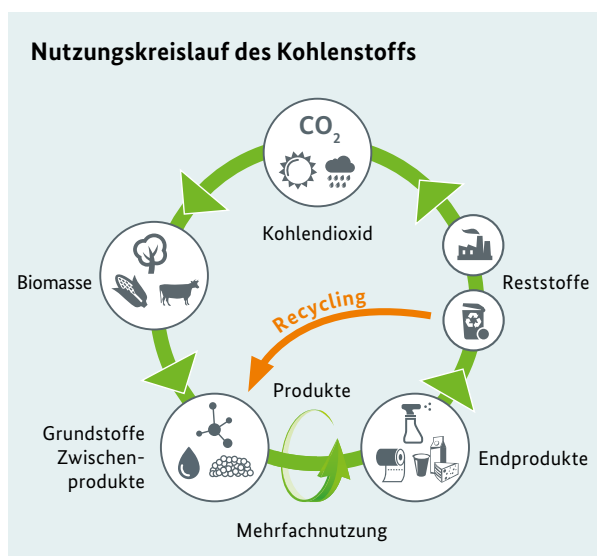 Nutzungskreislauf des Kohlenstoffs
CO₂
Kohlendioxid
Biomasse
Reststoffe
Recycling
Produkte
Grundstoffe
Zwischen-
produkte
Endprodukte
Mehrfachnutzung